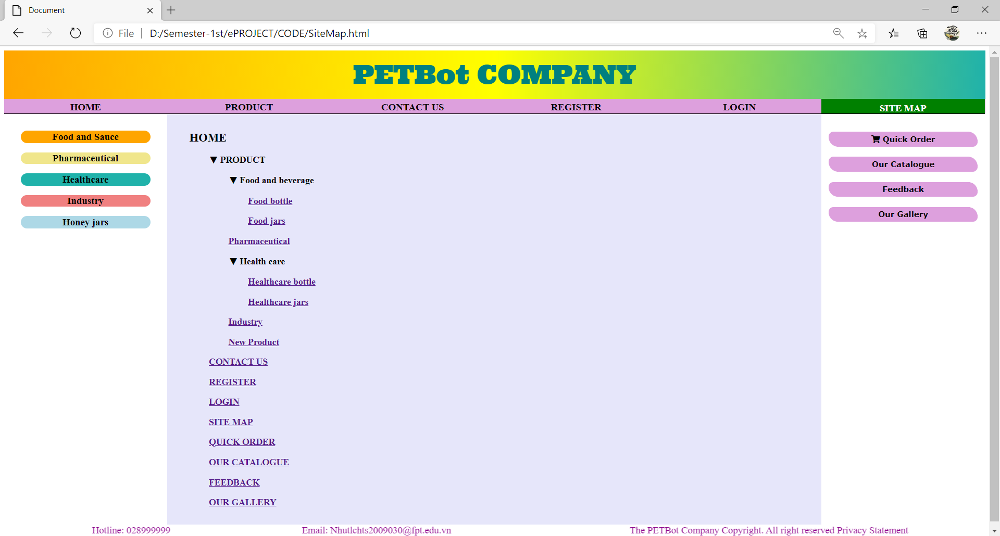 Document
File | D:/Semester-1st/ePROJECT/CODE/SiteMap.html
PETBot COMPANY
HOME PRODUCT CONTACT US REGISTER LOGIN SITE MAP
Food and Sauce
Pharmaceutical
Healthcare
Industry
Honey jars
HOME
▼ PRODUCT
▼ Food and beverage
Food bottle
Food jars
Pharmaceutical
▼ Health care
Healthcare bottle
Healthcare jars
Industry
New Product
CONTACT US
REGISTER
LOGIN
SITE MAP
QUICK ORDER
OUR CATALOGUE
FEEDBACK
OUR GALLERY
Quick Order
Our Catalogue
Feedback
Our Gallery
Hotline: 028999999 Email: Nhutlchts2009030@fpt.edu.vn The PETBot Company Copyright. All right reserved Privacy Statement